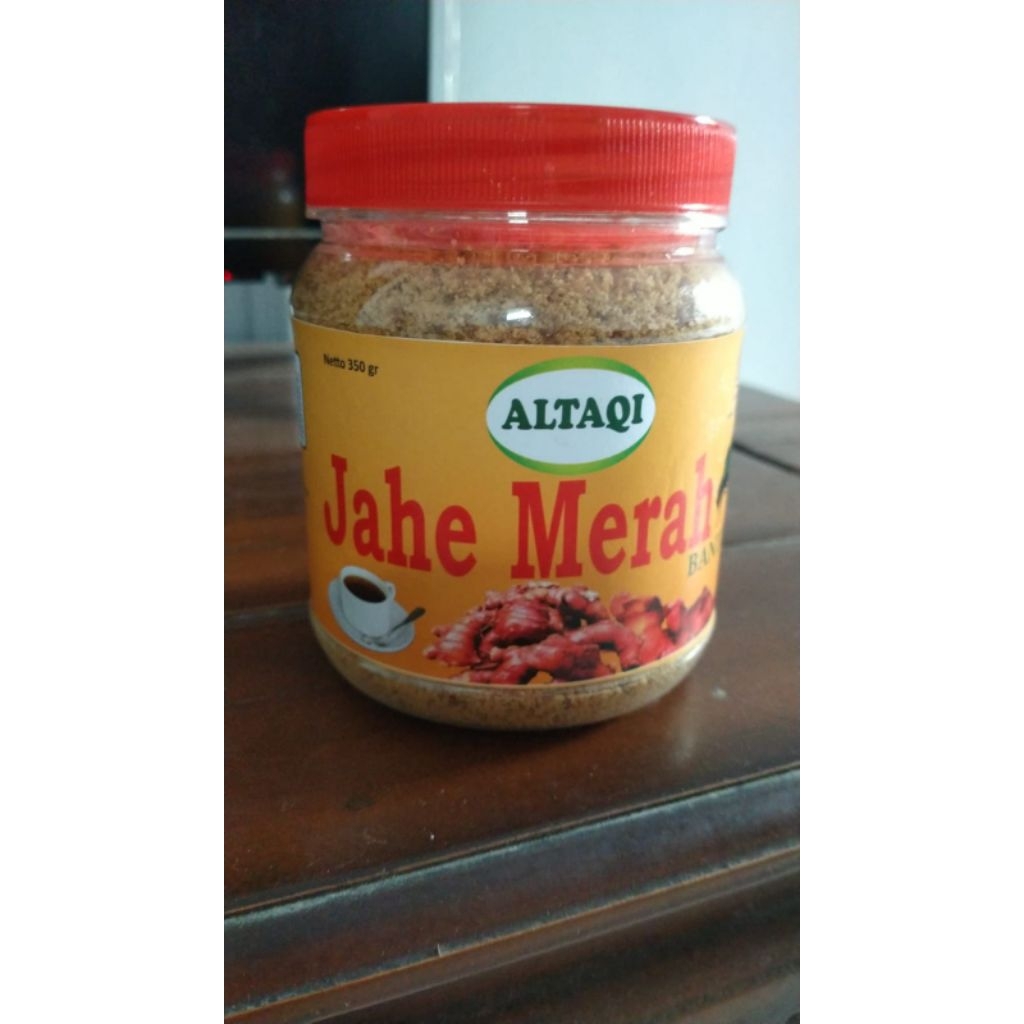 Netto 350 gr
ALTAQI
Jahe Merah